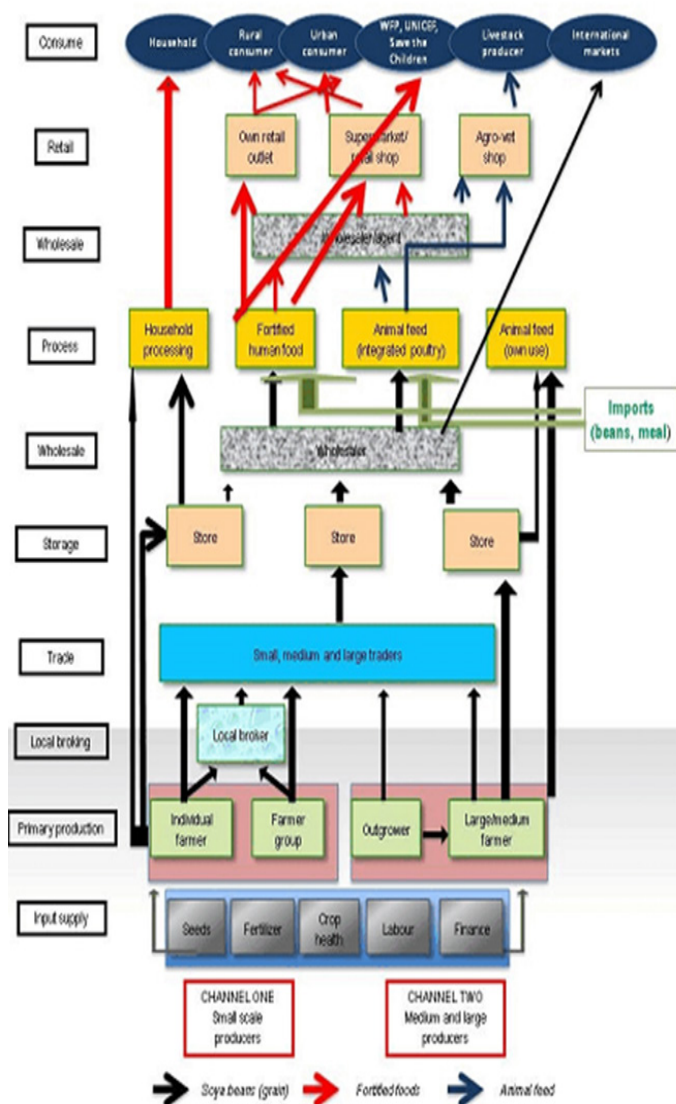 Consume
Household
Rural
consumer
Urban
consumer
WFP, UNICEF,
Save the
Children
Livestock
producer
International
markets
Retail
Own retail
outlet
Supermarket/
retail shop
Agro-vet
shop
Wholesale
Wholesaler/agent
Process
Household
processing
Fortified
human food
Animal feed
(integrated poultry)
Animal feed
(own use)
Imports
(beans, meal)
Wholesale
Wholesaler
Storage
Store
Store
Store
Trade
Small, medium and large traders
Local broking
Local broker
Primary production
Individual
farmer
Farmer
group
Outgrower
Large/medium
farmer
Input supply
Seeds
Fertilizer
Crop
health
Labour
Finance
CHANNEL ONE
Small scale
producers
CHANNEL TWO
Medium and large
producers
Soya beans (grain)
Fortified foods
Animal feed